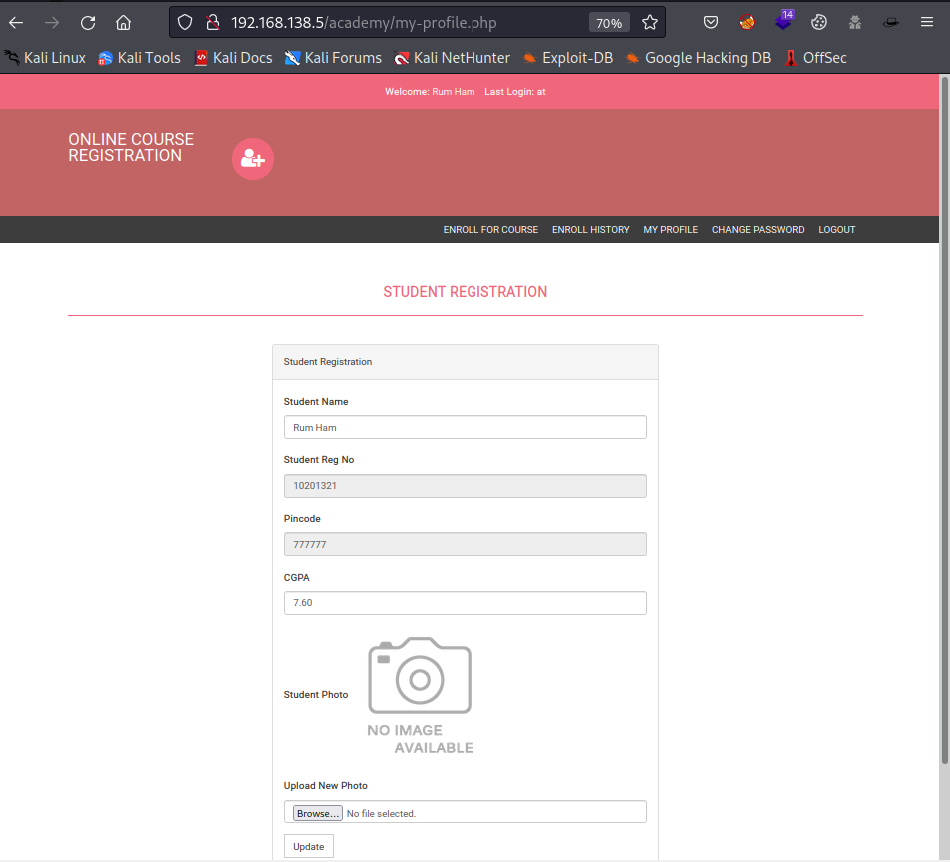 192.168.138.5/academy/my-profile.php
70%
14
Kali Linux Kali Tools Kali Docs Kali Forums Kali NetHunter Exploit-DB Google Hacking DB OffSec
Welcome: Rum Ham Last Login: at
ONLINE COURSE
REGISTRATION
ENROLL FOR COURSE ENROLL HISTORY MY PROFILE CHANGE PASSWORD LOGOUT
STUDENT REGISTRATION
Student Registration
Student Name
Rum Ham
Student Reg No
10201321
Pincode
777777
CGPA
7.60
Student Photo
NO IMAGE
AVAILABLE
Upload New Photo
Browse... No file selected.
Update